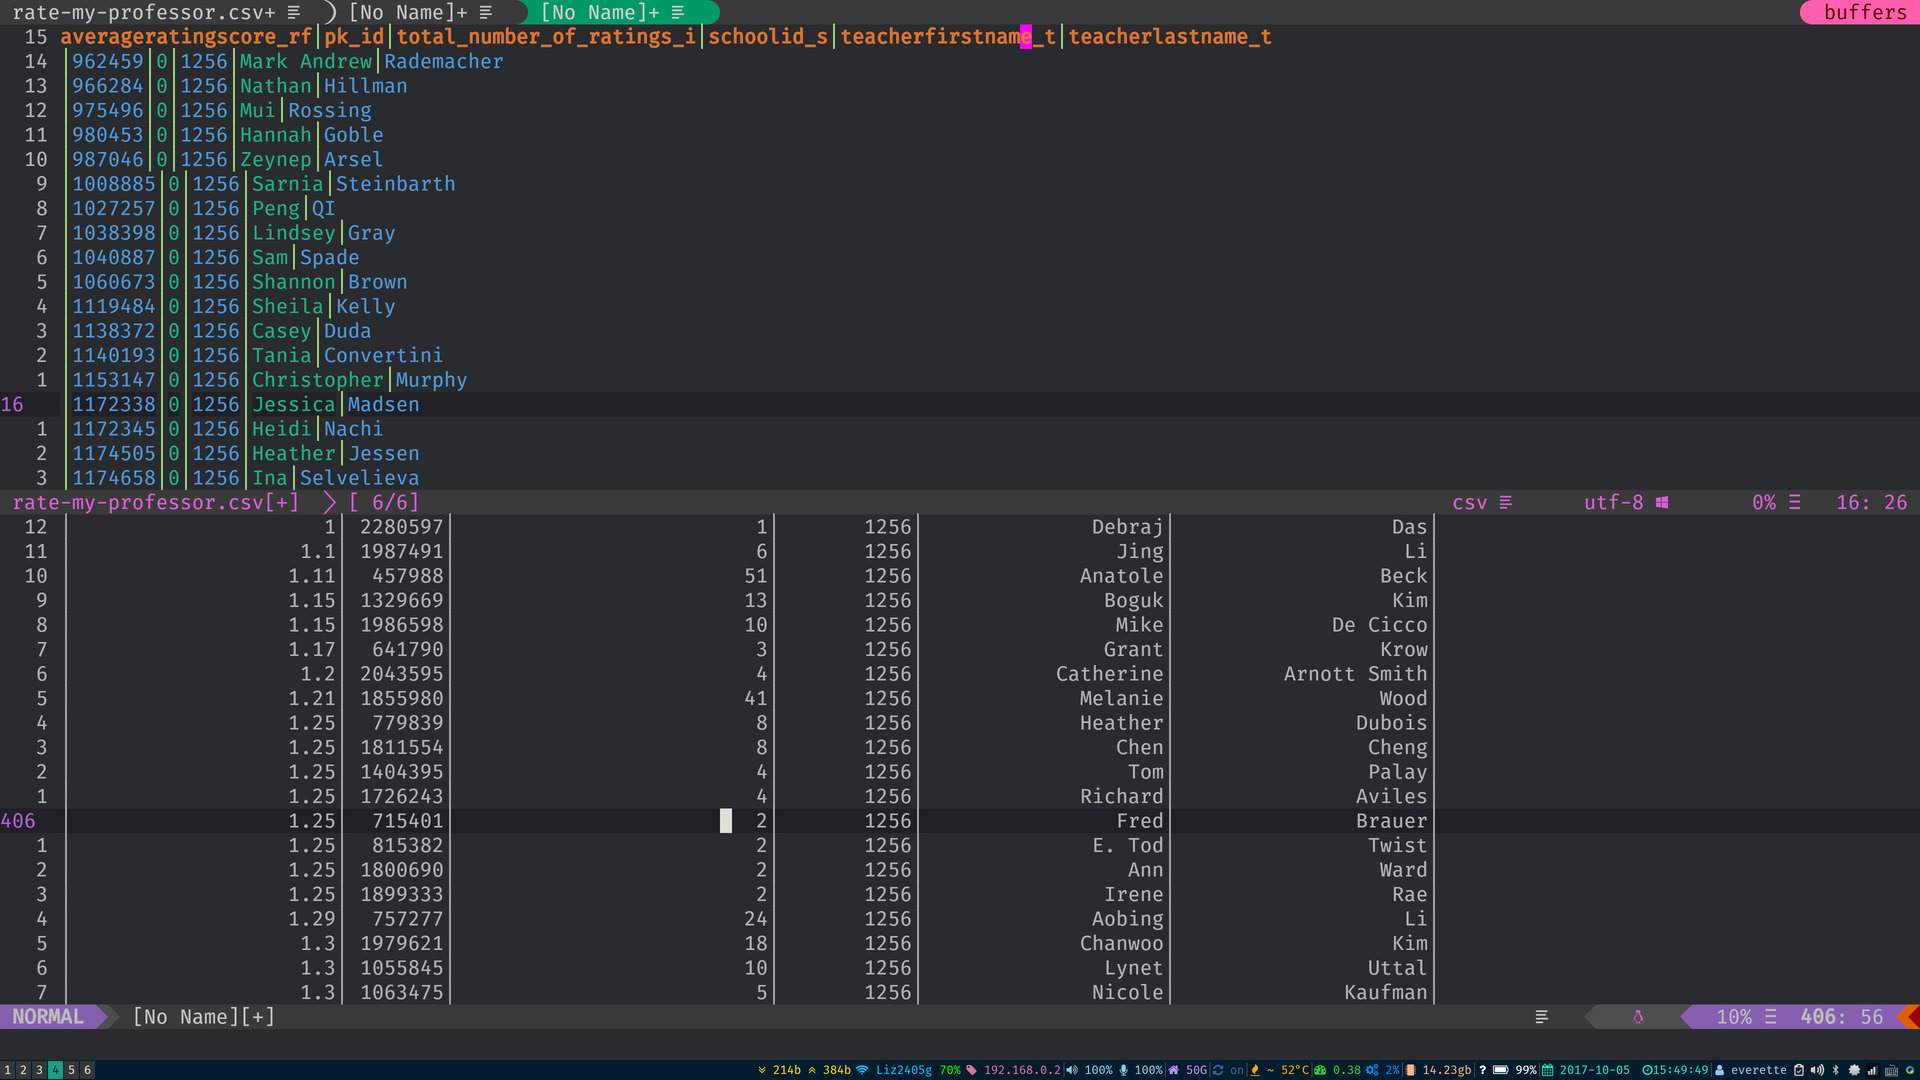 rate-my-professor.csv+ [No Name]+ [No Name]+ buffers
15 averageratingscore_rf|pk_id|total_number_of_ratings_i|schoolid_s|teacherfirstname_t|teacherlastname_t
14 |962459|0|1256|Mark Andrew|Rademacher
13 |966284|0|1256|Nathan|Hillman
12 |975496|0|1256|Mui|Rossing
11 |980453|0|1256|Hannah|Goble
10 |987046|0|1256|Zeynep|Arsel
9 |1008885|0|1256|Sarnia|Steinbarth
8 |1027257|0|1256|Peng|QI
7 |1038398|0|1256|Lindsey|Gray
6 |1040887|0|1256|Sam|Spade
5 |1060673|0|1256|Shannon|Brown
4 |1119484|0|1256|Sheila|Kelly
3 |1138372|0|1256|Casey|Duda
2 |1140193|0|1256|Tania|Convertini
1 |1153147|0|1256|Christopher|Murphy
16 |1172338|0|1256|Jessica|Madsen
1 |1172345|0|1256|Heidi|Nachi
2 |1174505|0|1256|Heather|Jessen
3 |1174658|0|1256|Ina|Selvelieva
rate-my-professor.csv[+] [ 6/6] csv utf-8 0% 16: 26
12 | 1| 2280597| 1| 1256| Debraj| Das|
11 | 1.1| 1987491| 6| 1256| Jing| Li|
10 | 1.11| 457988| 51| 1256| Anatole| Beck|
9 | 1.15| 1329669| 13| 1256| Boguk| Kim|
8 | 1.15| 1986598| 10| 1256| Mike| De Cicco|
7 | 1.17| 641790| 3| 1256| Grant| Krow|
6 | 1.2| 2043595| 4| 1256| Catherine| Arnott Smith|
5 | 1.21| 1855980| 41| 1256| Melanie| Wood|
4 | 1.25| 779839| 8| 1256| Heather| Dubois|
3 | 1.25| 1811554| 8| 1256| Chen| Cheng|
2 | 1.25| 1404395| 4| 1256| Tom| Palay|
1 | 1.25| 1726243| 4| 1256| Richard| Aviles|
406 | 1.25| 715401| 2| 1256| Fred| Brauer|
1 | 1.25| 815382| 2| 1256| E. Tod| Twist|
2 | 1.25| 1800690| 2| 1256| Ann| Ward|
3 | 1.25| 1899333| 2| 1256| Irene| Rae|
4 | 1.29| 757277| 24| 1256| Aobing| Li|
5 | 1.3| 1979621| 18| 1256| Chanwoo| Kim|
6 | 1.3| 1055845| 10| 1256| Lynet| Uttal|
7 | 1.3| 1063475| 5| 1256| Nicole| Kaufman|
NORMAL [No Name][+] 10% 406: 56
1 2 3 4 5 6 214b 384b Liz2405g 70% 192.168.0.2 100% 100% 50G on ~ 52°C 0.38 2% 14.23gb ? 99% 2017-10-05 15:49:49 everette